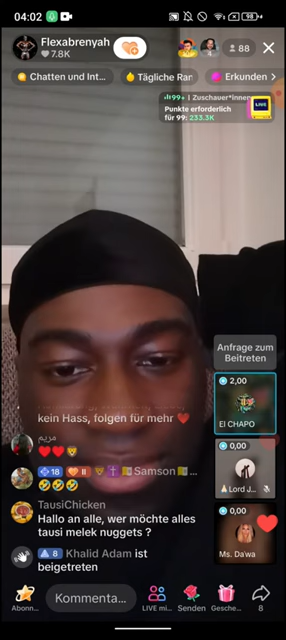 04:02
98
Flexabrenyah
7.8K
88
Chatten und Int...
Tägliche Ran
Erkunden
99+ | Zuschauer*innen
Punkte erforderlich
für 99: 233.3K
LIVE
Anfrage zum
Beitreten
2,00
El CHAPO
kein Hass, folgen für mehr ❤️
مريم
❤️❤️🦁
0,00
18 II Samson
🤣🤣🤣
Lord J...
TausiChicken
Hallo an alle, wer möchte alles
tausi melek nuggets ?
0,00
8 Khalid Adam ist
beigetreten
Ms. Da'wa
Abonn...
Kommenta...
LIVE mi...
Senden
Gesche...
8